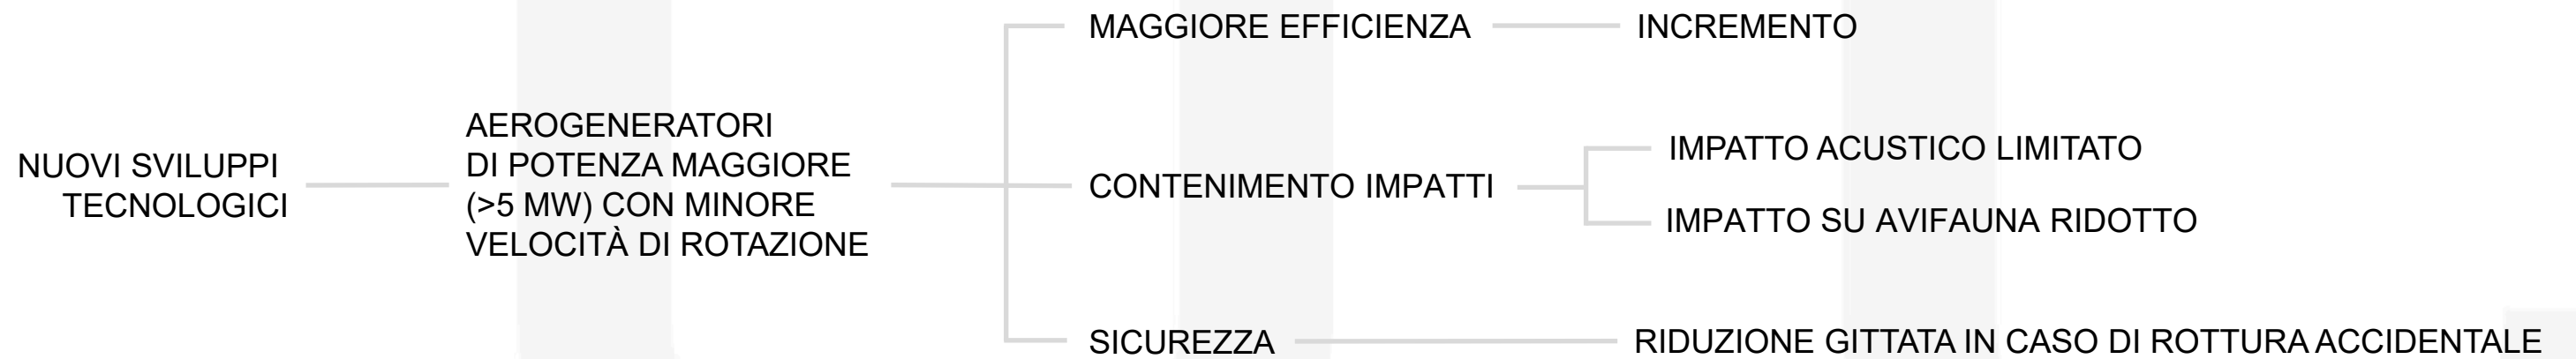 NUOVI SVILUPPI
TECNOLOGICI
AEROGENERATORI
DI POTENZA MAGGIORE
(>5 MW) CON MINORE
VELOCITÀ DI ROTAZIONE
MAGGIORE EFFICIENZA
INCREMENTO
CONTENIMENTO IMPATTI
IMPATTO ACUSTICO LIMITATO
IMPATTO SU AVIFAUNA RIDOTTO
SICUREZZA
RIDUZIONE GITTATA IN CASO DI ROTTURA ACCIDENTALE